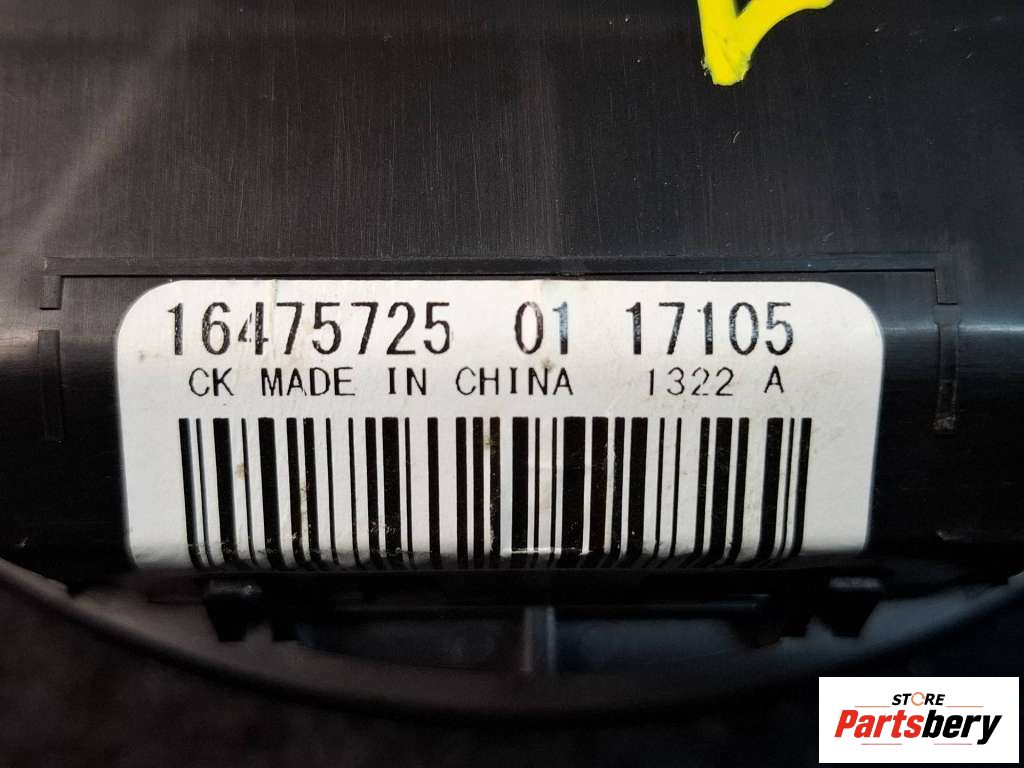 16475725 01 17105
CK MADE IN CHINA 1322 A
STORE
Partsbery